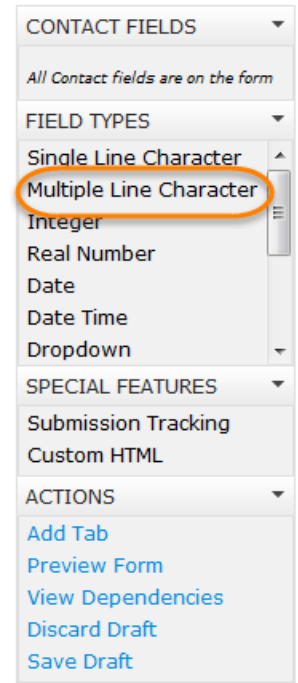 CONTACT FIELDS
All Contact fields are on the form
FIELD TYPES
Single Line Character
Multiple Line Character
Integer
Real Number
Date
Date Time
Dropdown
SPECIAL FEATURES
Submission Tracking
Custom HTML
ACTIONS
Add Tab
Preview Form
View Dependencies
Discard Draft
Save Draft